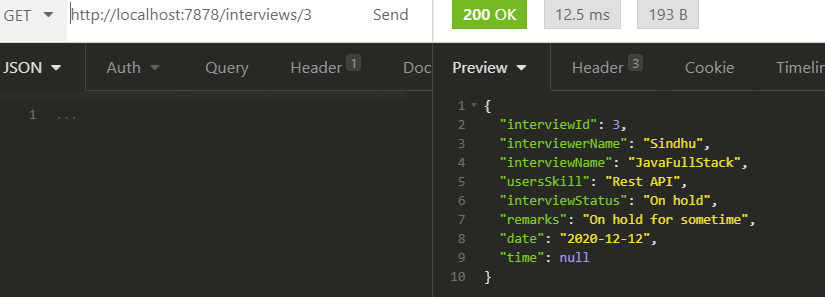 GET http://localhost:7878/interviews/3 Send 200 OK 12.5 ms 193 B
JSON Auth Query Header 1 Doc Preview Header 3 Cookie Timelin
1 ...
1 {
2 "interviewId": 3,
3 "interviewerName": "Sindhu",
4 "interviewName": "JavaFullStack",
5 "usersSkill": "Rest API",
6 "interviewStatus": "On hold",
7 "remarks": "On hold for sometime",
8 "date": "2020-12-12",
9 "time": null
10 }